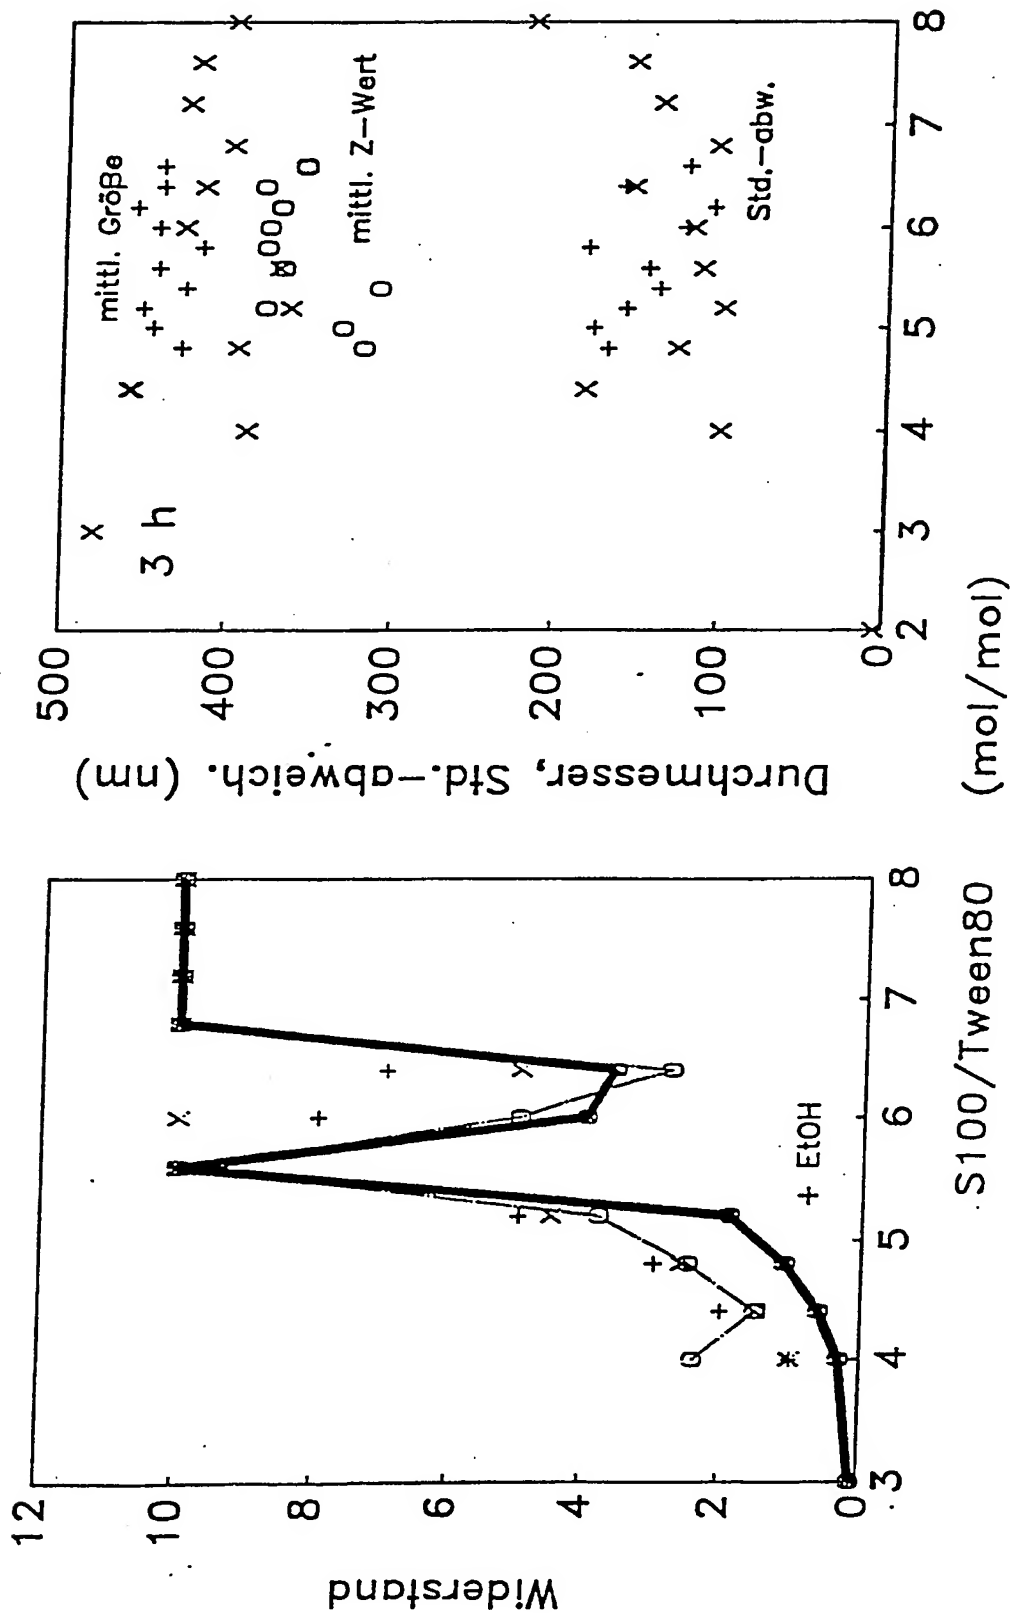 Widerstand
12
10
8
6
4
2
0
3
4
5
6
7
8
+ EtOH
S100/Tween80
(mol/mol)
Durchmesser, Std.-abweich. (nm)
500
400
300
200
100
0
2
3
4
5
6
7
8
3 h
mittl. Größe
mittl. Z-Wert
Std.-abw.